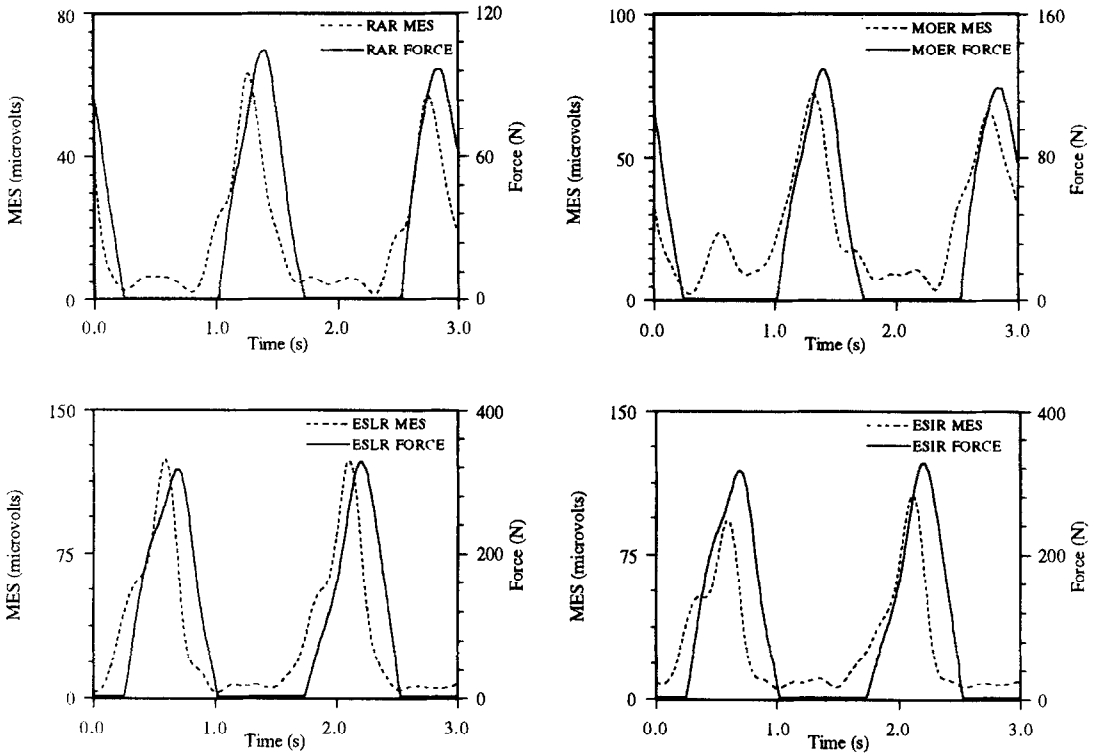 80
40
0
MES (microvolts)
RAR MES
RAR FORCE
120
60
0
Force (N)
0.0 1.0 2.0 3.0
Time (s)
100
50
0
MES (microvolts)
MOER MES
MOER FORCE
160
80
0
Force (N)
0.0 1.0 2.0 3.0
Time (s)
150
75
0
MES (microvolts)
ESLR MES
ESLR FORCE
400
200
0
Force (N)
0.0 1.0 2.0 3.0
Time (s)
150
75
0
MES (microvolts)
ESIR MES
ESIR FORCE
400
200
0
Force (N)
0.0 1.0 2.0 3.0
Time (s)